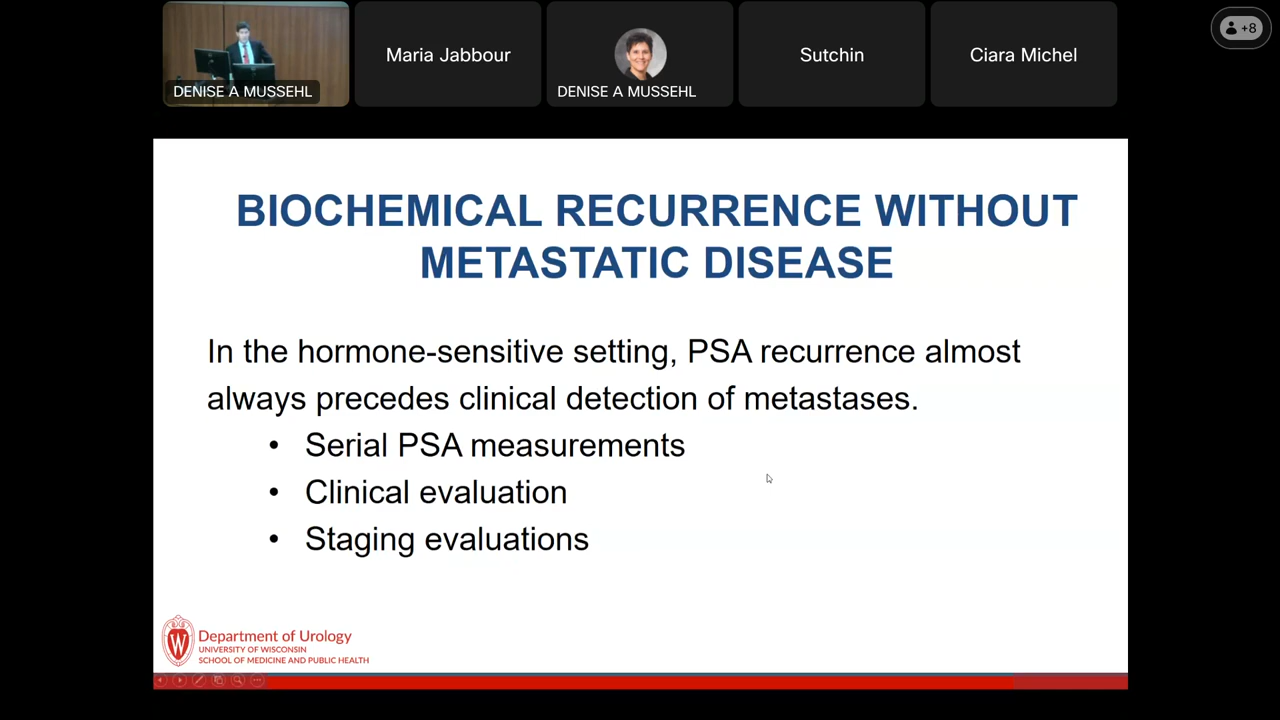 DENISE A MUSSEHL
Maria Jabbour
DENISE A MUSSEHL
Sutchin
Ciara Michel
+8
BIOCHEMICAL RECURRENCE WITHOUT
METASTATIC DISEASE
In the hormone-sensitive setting, PSA recurrence almost
always precedes clinical detection of metastases.
• Serial PSA measurements
• Clinical evaluation
• Staging evaluations
W
Department of Urology
UNIVERSITY OF WISCONSIN
SCHOOL OF MEDICINE AND PUBLIC HEALTH